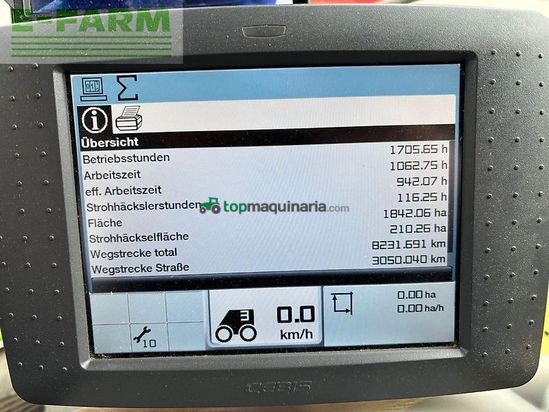 E-FARM
Übersicht
Betriebsstunden 1705.65 h
Arbeitszeit 1062.75 h
eff. Arbeitszeit 942.07 h
Strohhäckslerstunden 116.25 h
Fläche 1842.06 ha
Strohhäckselfläche 210.26 ha
Wegstrecke total 8231.691 km
Wegstrecke Straße 3050.040 km
topmaquinaria.com
10
0.0
km/h
0.00 ha
0.00 ha/h
CEBIS